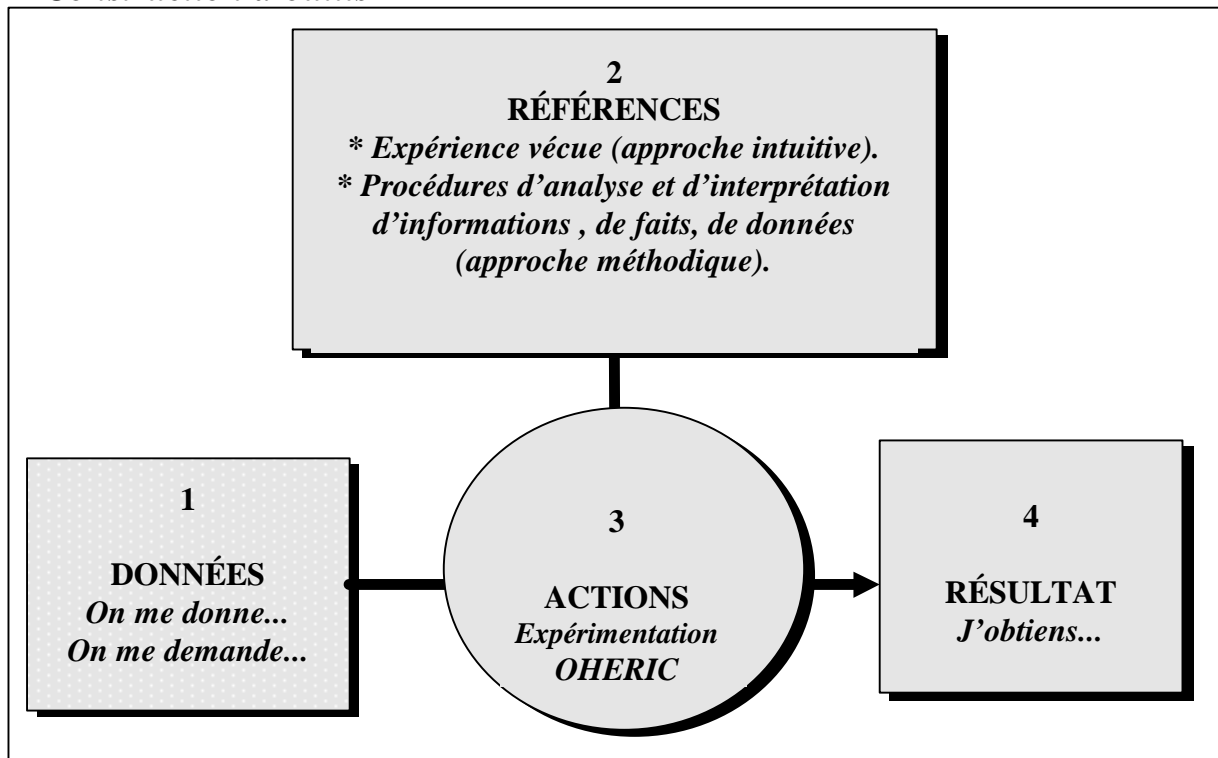 2
RÉFÉRENCES
* Expérience vécue (approche intuitive).
* Procédures d’analyse et d’interprétation
d’informations , de faits, de données
(approche méthodique).
1
DONNÉES
On me donne...
On me demande...
3
ACTIONS
Expérimentation
OHERIC
4
RÉSULTAT
J’obtiens...